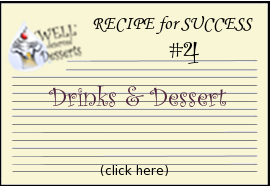 RECIPE for SUCCESS
#4
WELL
deserved
Desserts
Drinks & Dessert
(click here)